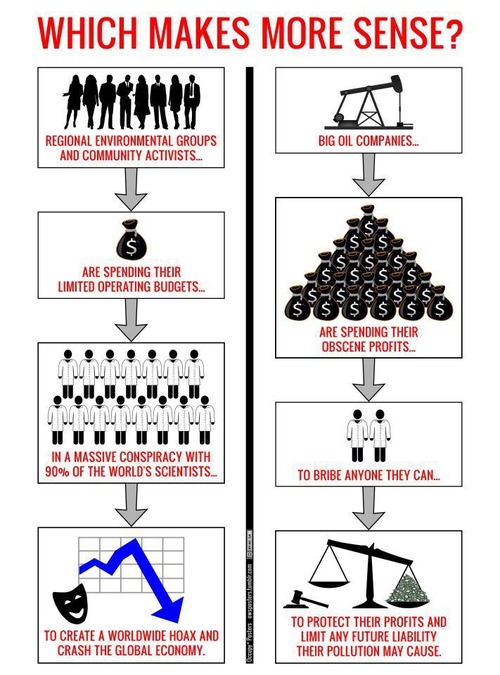 WHICH MAKES MORE SENSE?
REGIONAL ENVIRONMENTAL GROUPS
AND COMMUNITY ACTIVISTS...
$
ARE SPENDING THEIR
LIMITED OPERATING BUDGETS...
IN A MASSIVE CONSPIRACY WITH
90% OF THE WORLD'S SCIENTISTS...
TO CREATE A WORLDWIDE HOAX AND
CRASH THE GLOBAL ECONOMY.
BIG OIL COMPANIES...
$
$ $
$ $ $
$ $ $ $
$ $ $ $ $
$ $ $ $ $ $
ARE SPENDING THEIR
OBSCENE PROFITS...
TO BRIBE ANYONE THEY CAN...
TO PROTECT THEIR PROFITS AND
LIMIT ANY FUTURE LIABILITY
THEIR POLLUTION MAY CAUSE.
Occupy* Posters owsposters.tumblr.com